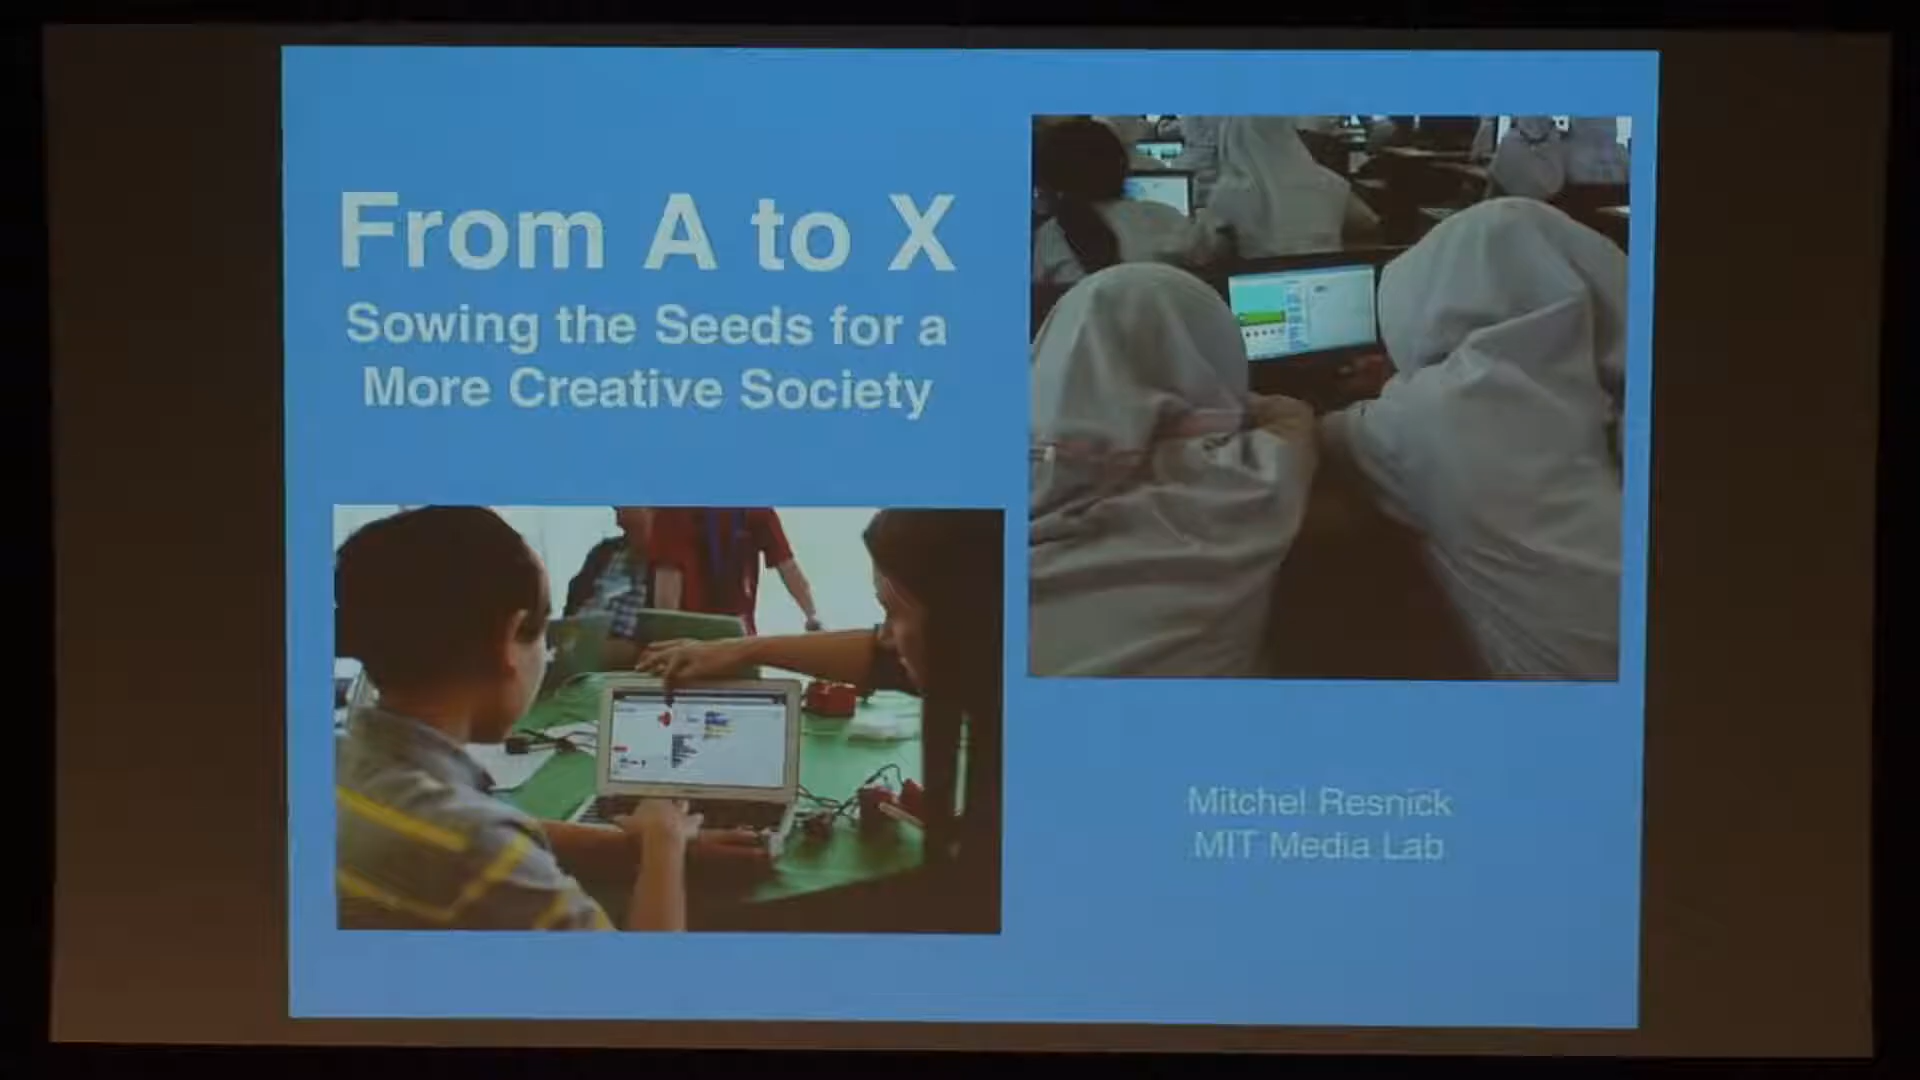 From A to X
Sowing the Seeds for a
More Creative Society
Mitchel Resnick
MIT Media Lab